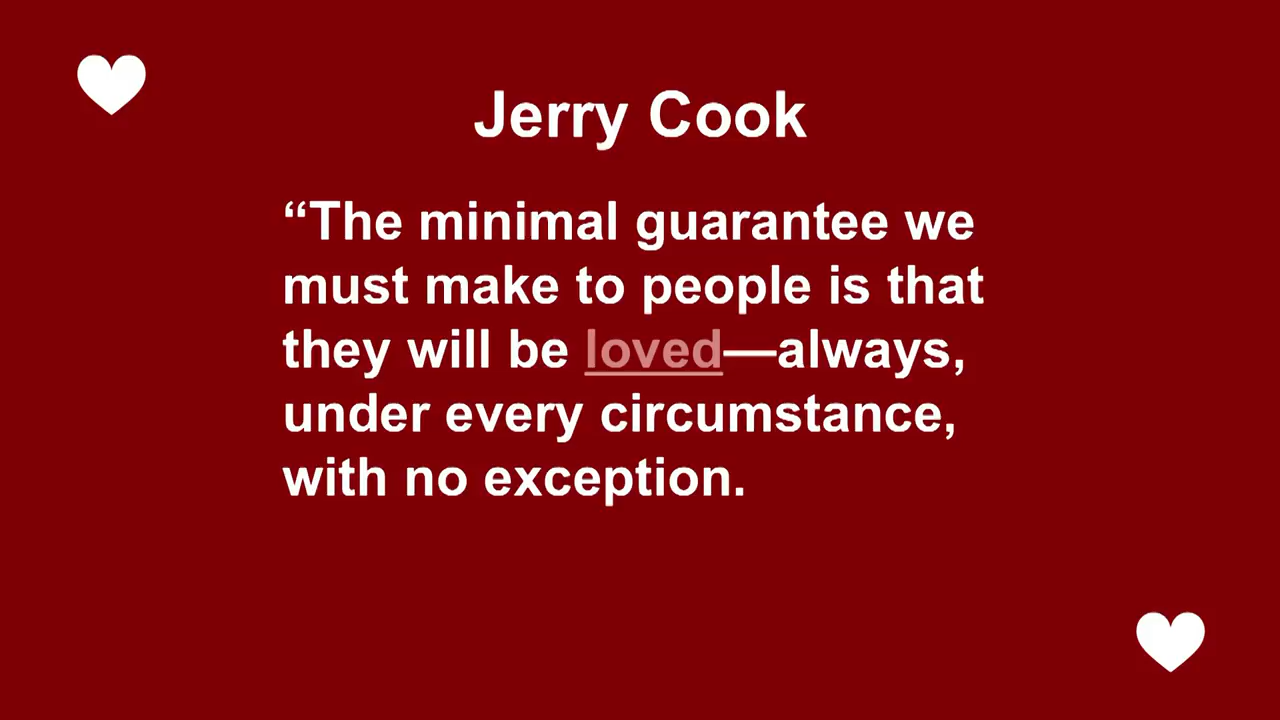 Jerry Cook
“The minimal guarantee we
must make to people is that
they will be loved—always,
under every circumstance,
with no exception.